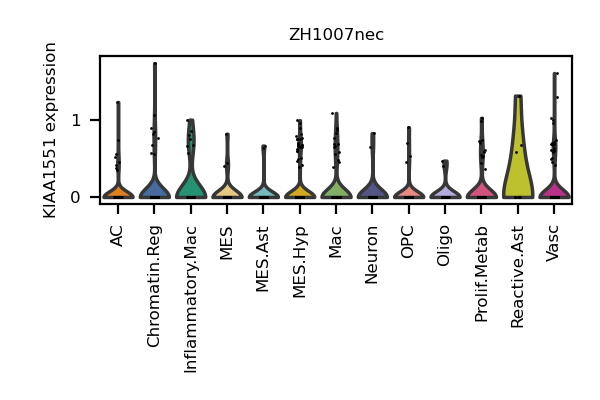 ZH1007nec
KIAA1551 expression
1
0
AC
Chromatin.Reg
Inflammatory.Mac
MES
MES.Ast
MES.Hyp
Mac
Neuron
OPC
Oligo
Prolif.Metab
Reactive.Ast
Vasc